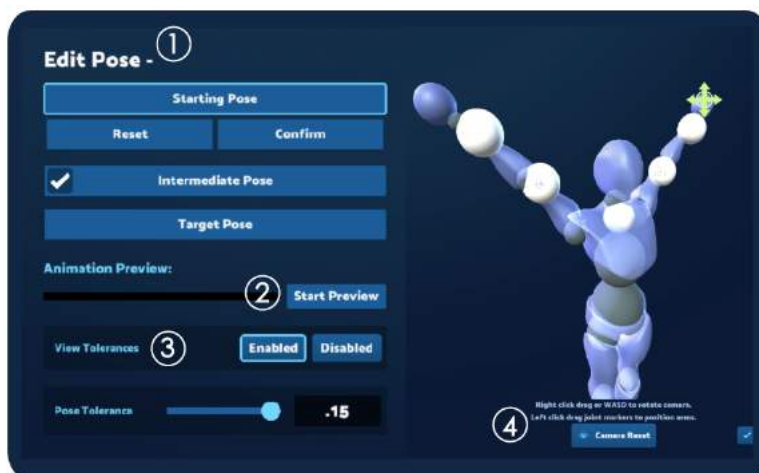 Edit Pose - 1
Starting Pose
Reset Confirm
Intermediate Pose
Target Pose
Animation Preview:
2 Start Preview
View Tolerances 3 Enabled Disabled
Pose Tolerance .15
Right click drag or WASD to rotate camera.
Left click drag joint markers to position arms.
4 Camera Reset